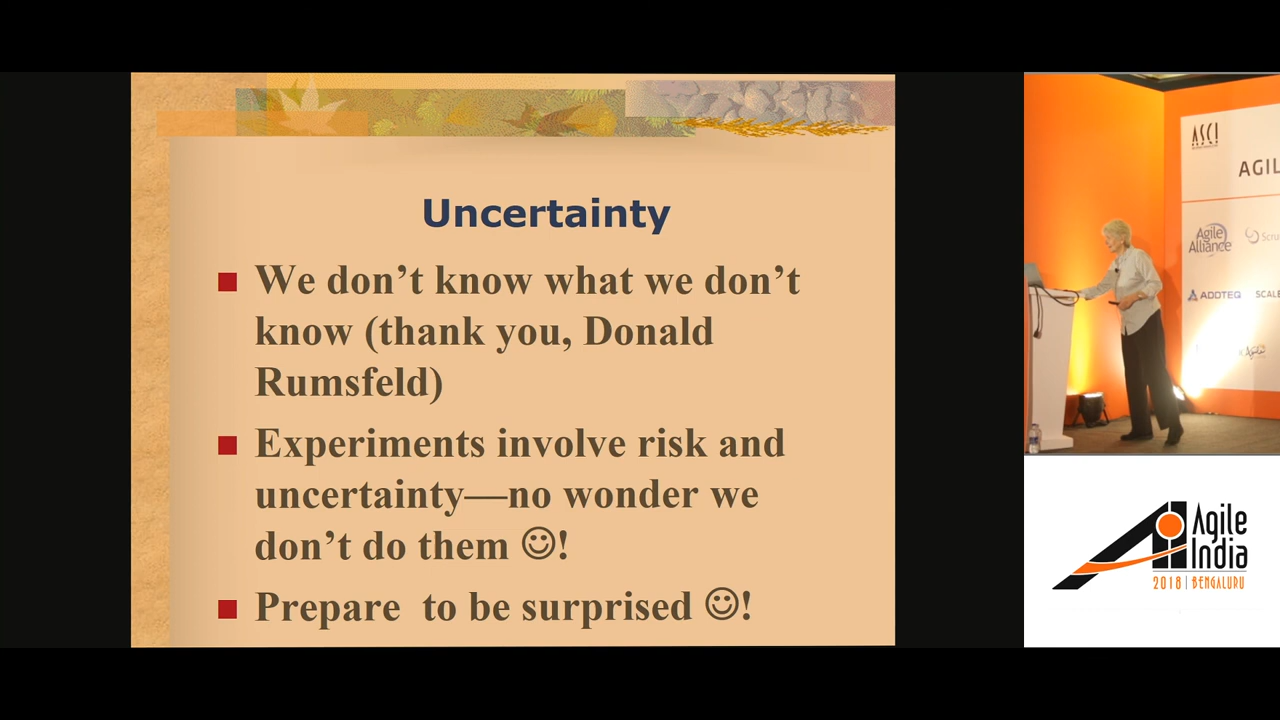 Uncertainty
We don’t know what we don’t
know (thank you, Donald
Rumsfeld)
Experiments involve risk and
uncertainty—no wonder we
don’t do them ☺!
Prepare  to be surprised ☺!
ASCI
AGIL
Agile
Alliance
Scru
ADDTEQ
SCALE
Agile
India
2018 | BENGALURU